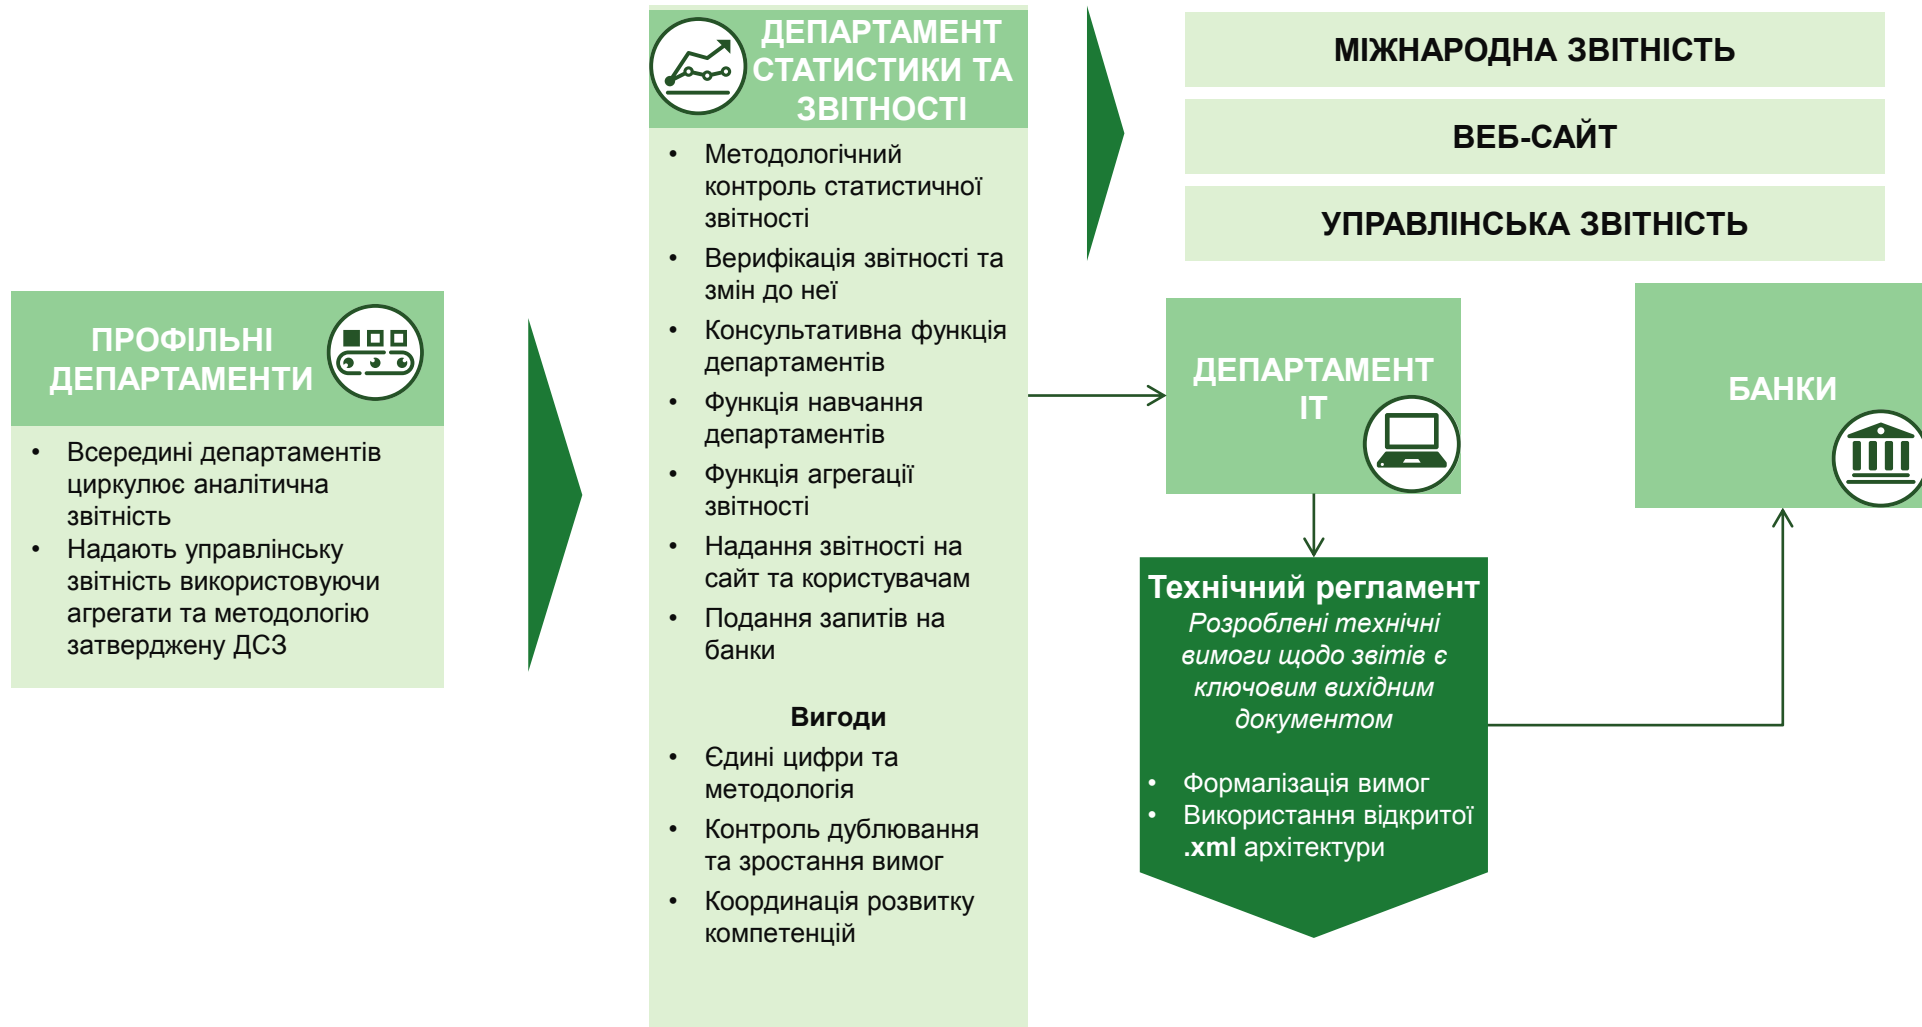 ПРОФІЛЬНІ
ДЕПАРТАМЕНТИ
• Всередині департаментів
циркулює аналітична
звітність
• Надають управлінську
звітність використовуючи
агрегати та методологію
затверджену ДСЗ
ДЕПАРТАМЕНТ
СТАТИСТИКИ ТА
ЗВІТНОСТІ
• Методологічний
контроль статистичної
звітності
• Верифікація звітності та
змін до неї
• Консультативна функція
департаментів
• Функція навчання
департаментів
• Функція агрегації
звітності
• Надання звітності на
сайт та користувачам
• Подання запитів на
банки
Вигоди
• Єдині цифри та
методологія
• Контроль дублювання
та зростання вимог
• Координація розвитку
компетенцій
МІЖНАРОДНА ЗВІТНІСТЬ
ВЕБ-САЙТ
УПРАВЛІНСЬКА ЗВІТНІСТЬ
ДЕПАРТАМЕНТ
ІТ
БАНКИ
Технічний регламент
Розроблені технічні
вимоги щодо звітів є
ключовим вихідним
документом
• Формалізація вимог
• Використання відкритої
.xml архітектури